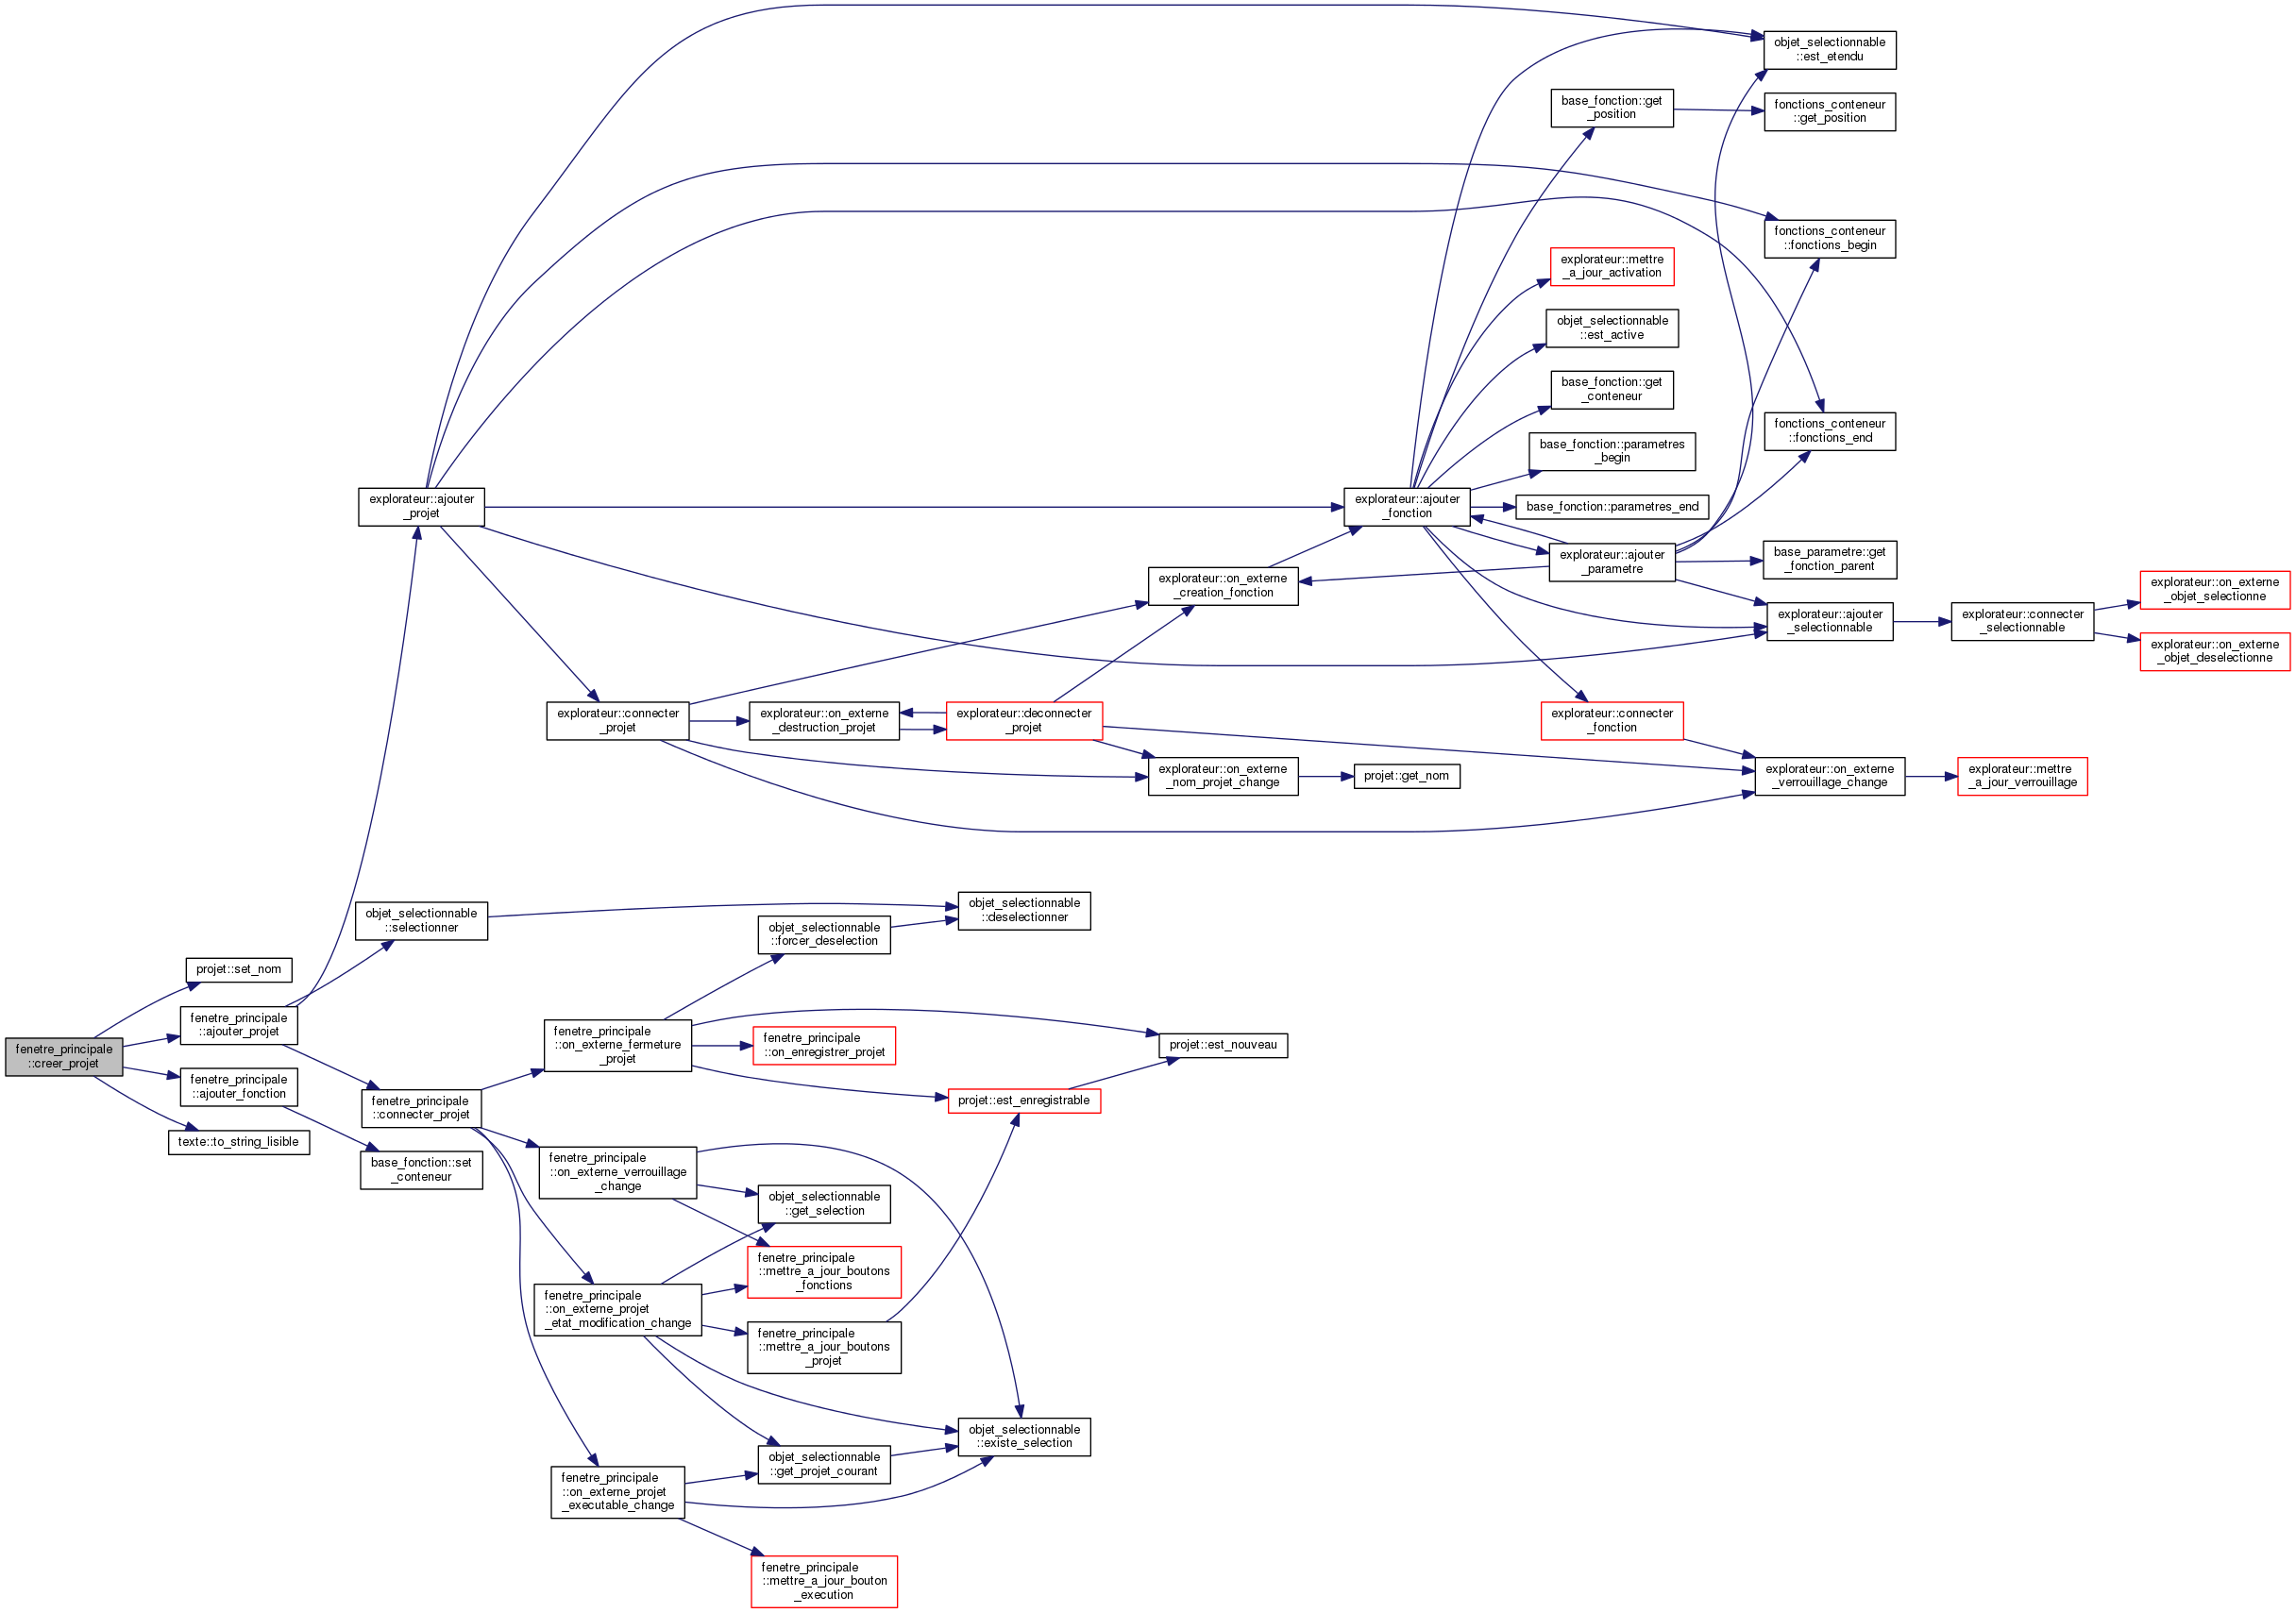 fenetre_principale
::creer_projet
projet::set_nom
fenetre_principale
::ajouter_projet
fenetre_principale
::ajouter_fonction
texte::to_string_lisible
explorateur::ajouter
_projet
objet_selectionnable
::selectionner
fenetre_principale
::connecter_projet
base_fonction::set
_conteneur
explorateur::connecter
_projet
fenetre_principale
::on_externe_fermeture
_projet
fenetre_principale
::on_externe_verrouillage
_change
fenetre_principale
::on_externe_projet
_etat_modification_change
fenetre_principale
::on_externe_projet
_executable_change
explorateur::on_externe
_destruction_projet
objet_selectionnable
::forcer_deselection
fenetre_principale
::on_enregistrer_projet
objet_selectionnable
::get_selection
fenetre_principale
::mettre_a_jour_boutons
_fonctions
fenetre_principale
::mettre_a_jour_boutons
_projet
objet_selectionnable
::get_projet_courant
fenetre_principale
::mettre_a_jour_bouton
_execution
explorateur::deconnecter
_projet
objet_selectionnable
::deselectionner
projet::est_enregistrable
objet_selectionnable
::existe_selection
explorateur::on_externe
_creation_fonction
explorateur::on_externe
_nom_projet_change
projet::est_nouveau
explorateur::ajouter
_fonction
projet::get_nom
base_fonction::get
_position
explorateur::mettre
_a_jour_activation
objet_selectionnable
::est_active
base_fonction::get
_conteneur
base_fonction::parametres
_begin
base_fonction::parametres_end
explorateur::ajouter
_parametre
explorateur::connecter
_fonction
objet_selectionnable
::est_etendu
fonctions_conteneur
::get_position
fonctions_conteneur
::fonctions_begin
fonctions_conteneur
::fonctions_end
base_parametre::get
_fonction_parent
explorateur::ajouter
_selectionnable
explorateur::on_externe
_verrouillage_change
explorateur::connecter
_selectionnable
explorateur::mettre
_a_jour_verrouillage
explorateur::on_externe
_objet_selectionne
explorateur::on_externe
_objet_deselectionne